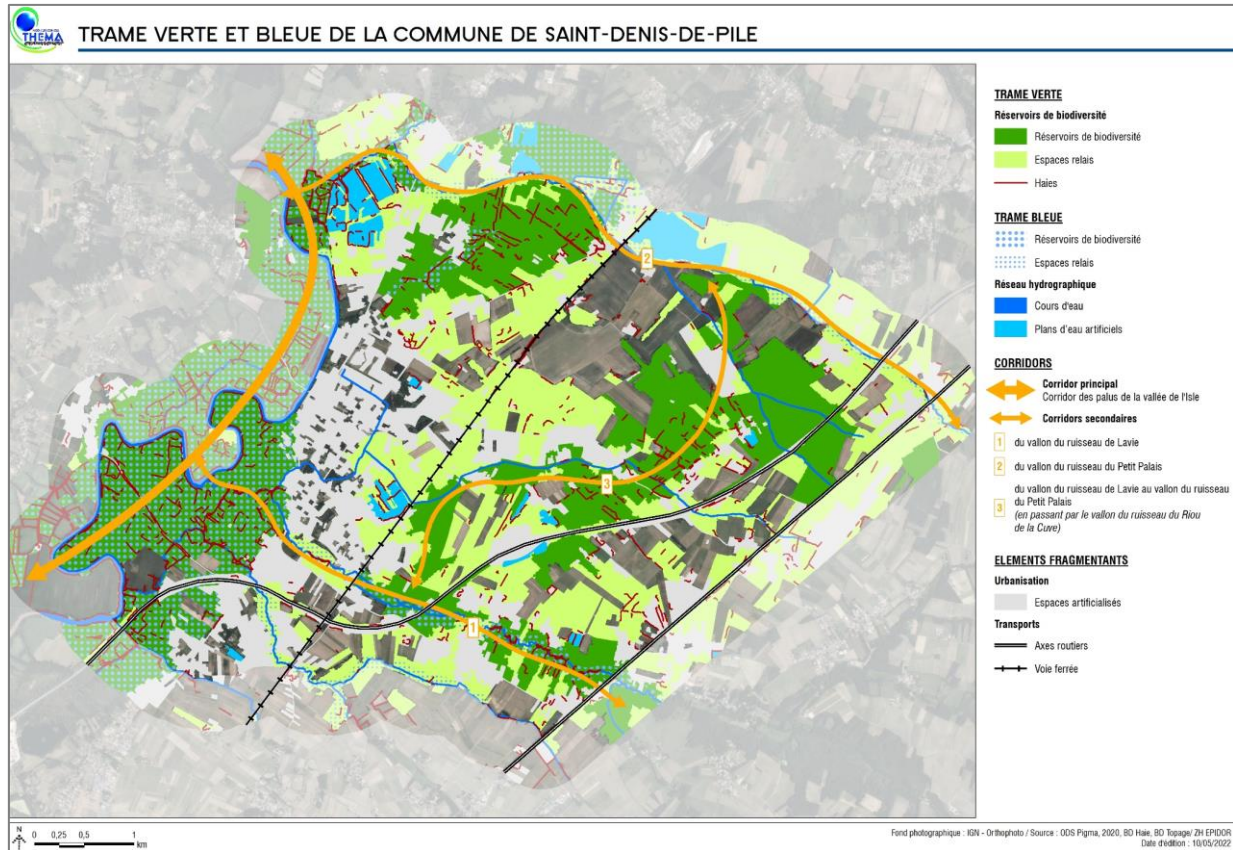 THEMA
TRAME VERTE ET BLEUE DE LA COMMUNE DE SAINT-DENIS-DE-PILE
TRAME VERTE
Réservoirs de biodiversité
Réservoirs de biodiversité
Espaces relais
Haies
TRAME BLEUE
Réservoirs de biodiversité
Espaces relais
Réseau hydrographique
Cours d'eau
Plans d'eau artificiels
CORRIDORS
Corridor principal
Corridor des palus de la vallée de l'Isle
Corridors secondaires
1 du vallon du ruisseau de Lavie
2 du vallon du ruisseau du Petit Palais
du vallon du ruisseau de Lavie au vallon du ruisseau
3 du Petit Palais
(en passant par le vallon du ruisseau du Riou
de la Cuve)
ELEMENTS FRAGMENTANTS
Urbanisation
Espaces artificialisés
Transports
Axes routiers
Voie ferrée
2
3
1
N
0 0,25 0,5 1
km
Fond photographique : IGN - Orthophoto / Source : ODS Pigma, 2020, BD Haie, BD Topage/ ZH EPIDOR
Date d'édition : 10/05/2022